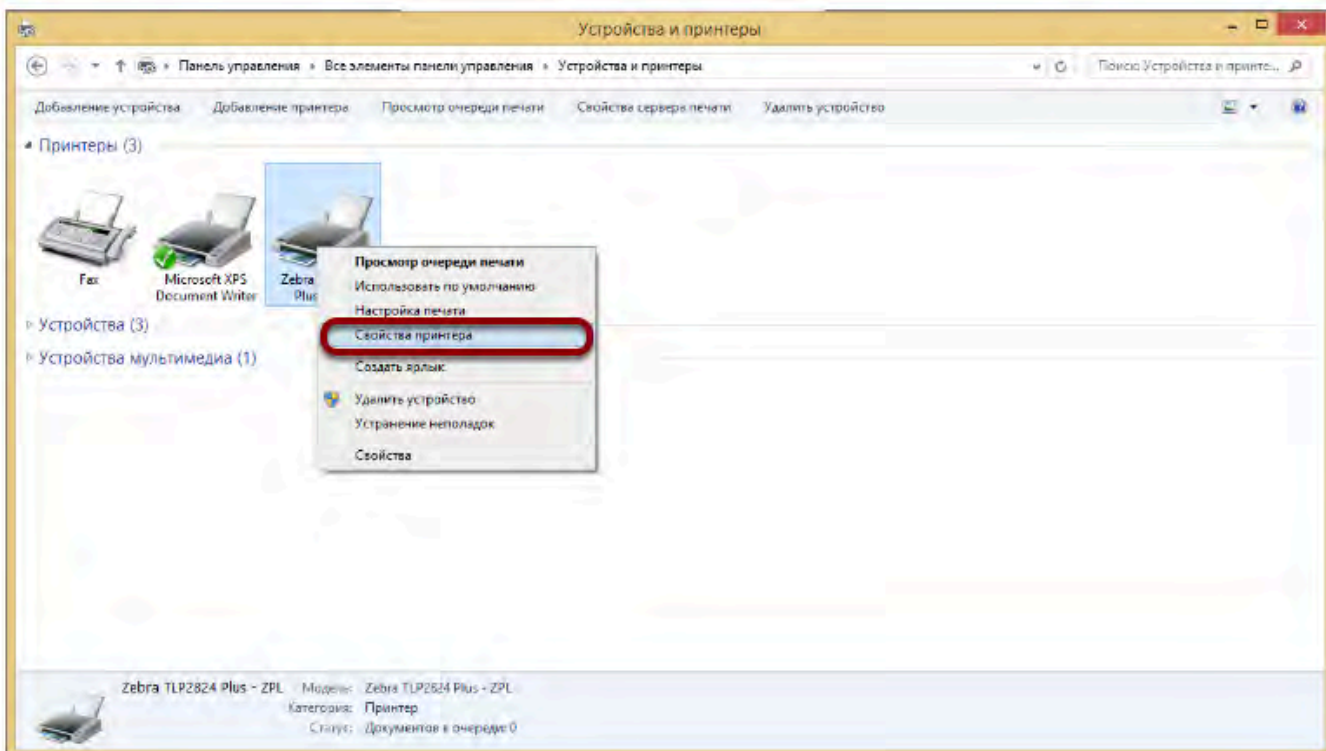 Устройства и принтеры
Панель управления Все элементы панели управления Устройства и принтеры
Поиск: Устройства и принте...
Добавление устройства Добавление принтера Просмотр очереди печати Свойства сервера печати Удалить устройство
Принтеры (3)
Fax
Microsoft XPS
Document Writer
Zebra
Plus
Просмотр очереди печати
Использовать по умолчанию
Настройка печати
Свойства принтера
Создать ярлык
Удалить устройство
Устранение неполадок
Свойства
Устройства (3)
Устройства мультимедиа (1)
Zebra TLP2824 Plus - ZPL Модель: Zebra TLP2824 Plus - ZPL
Категория: Принтер
Статус: Документов в очереди: 0